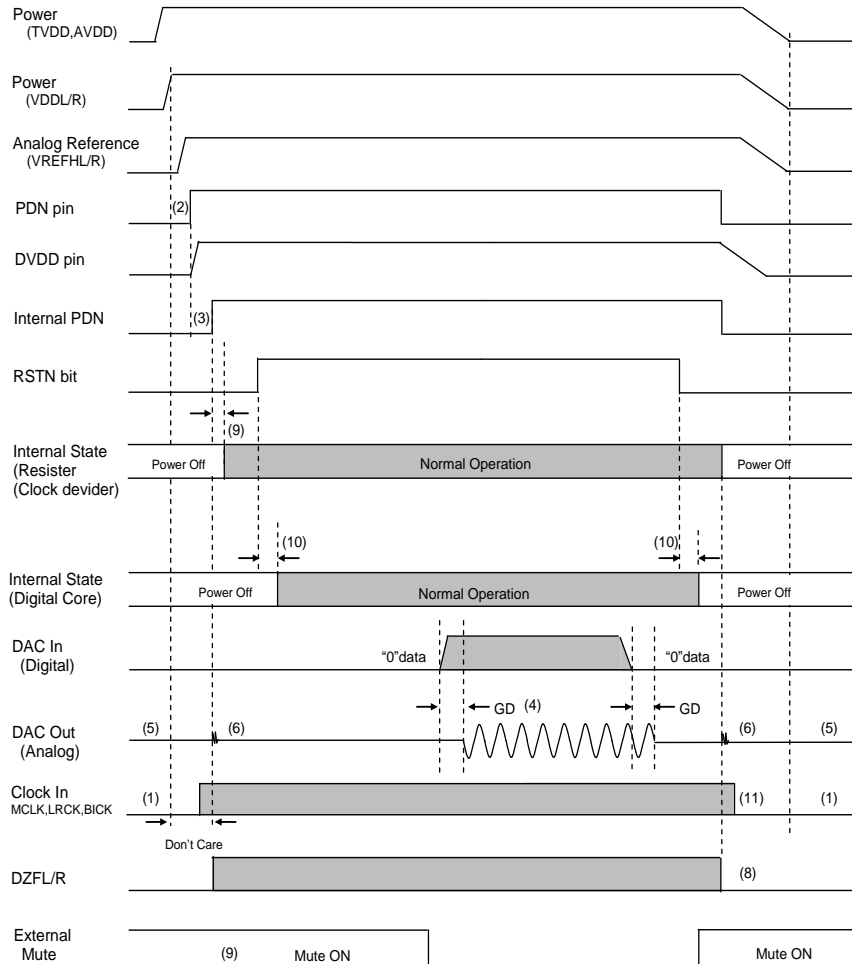 Power
(TVDD,AVDD)
Power
(VDDL/R)
Analog Reference
(VREFHL/R)
PDN pin
(2)
DVDD pin
Internal PDN
(3)
RSTN bit
(9)
Internal State
(Resister
(Clock devider)
Power Off
Normal Operation
Power Off
(10)
(10)
Internal State
(Digital Core)
Power Off
Normal Operation
Power Off
DAC In
(Digital)
“0”data
“0”data
GD
(4)
GD
DAC Out
(Analog)
(5)
(6)
(6)
(5)
Clock In
MCLK,LRCK,BICK
(1)
(11)
(1)
Don’t Care
DZFL/R
(8)
External
Mute
(9)
Mute ON
Mute ON